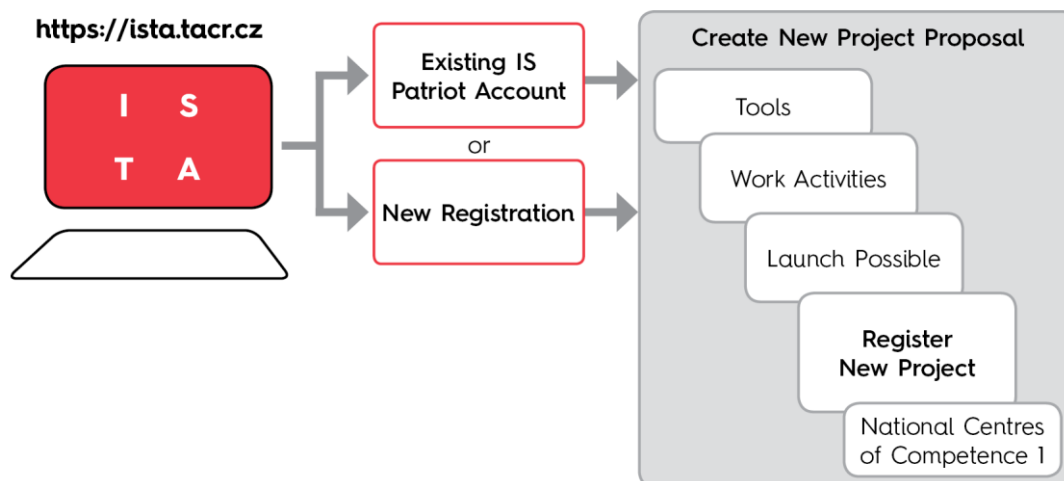 https://ista.tacr.cz
I S
T A
Existing IS
Patriot Account
or
New Registration
Create New Project Proposal
Tools
Work Activities
Launch Possible
Register
New Project
National Centres
of Competence 1